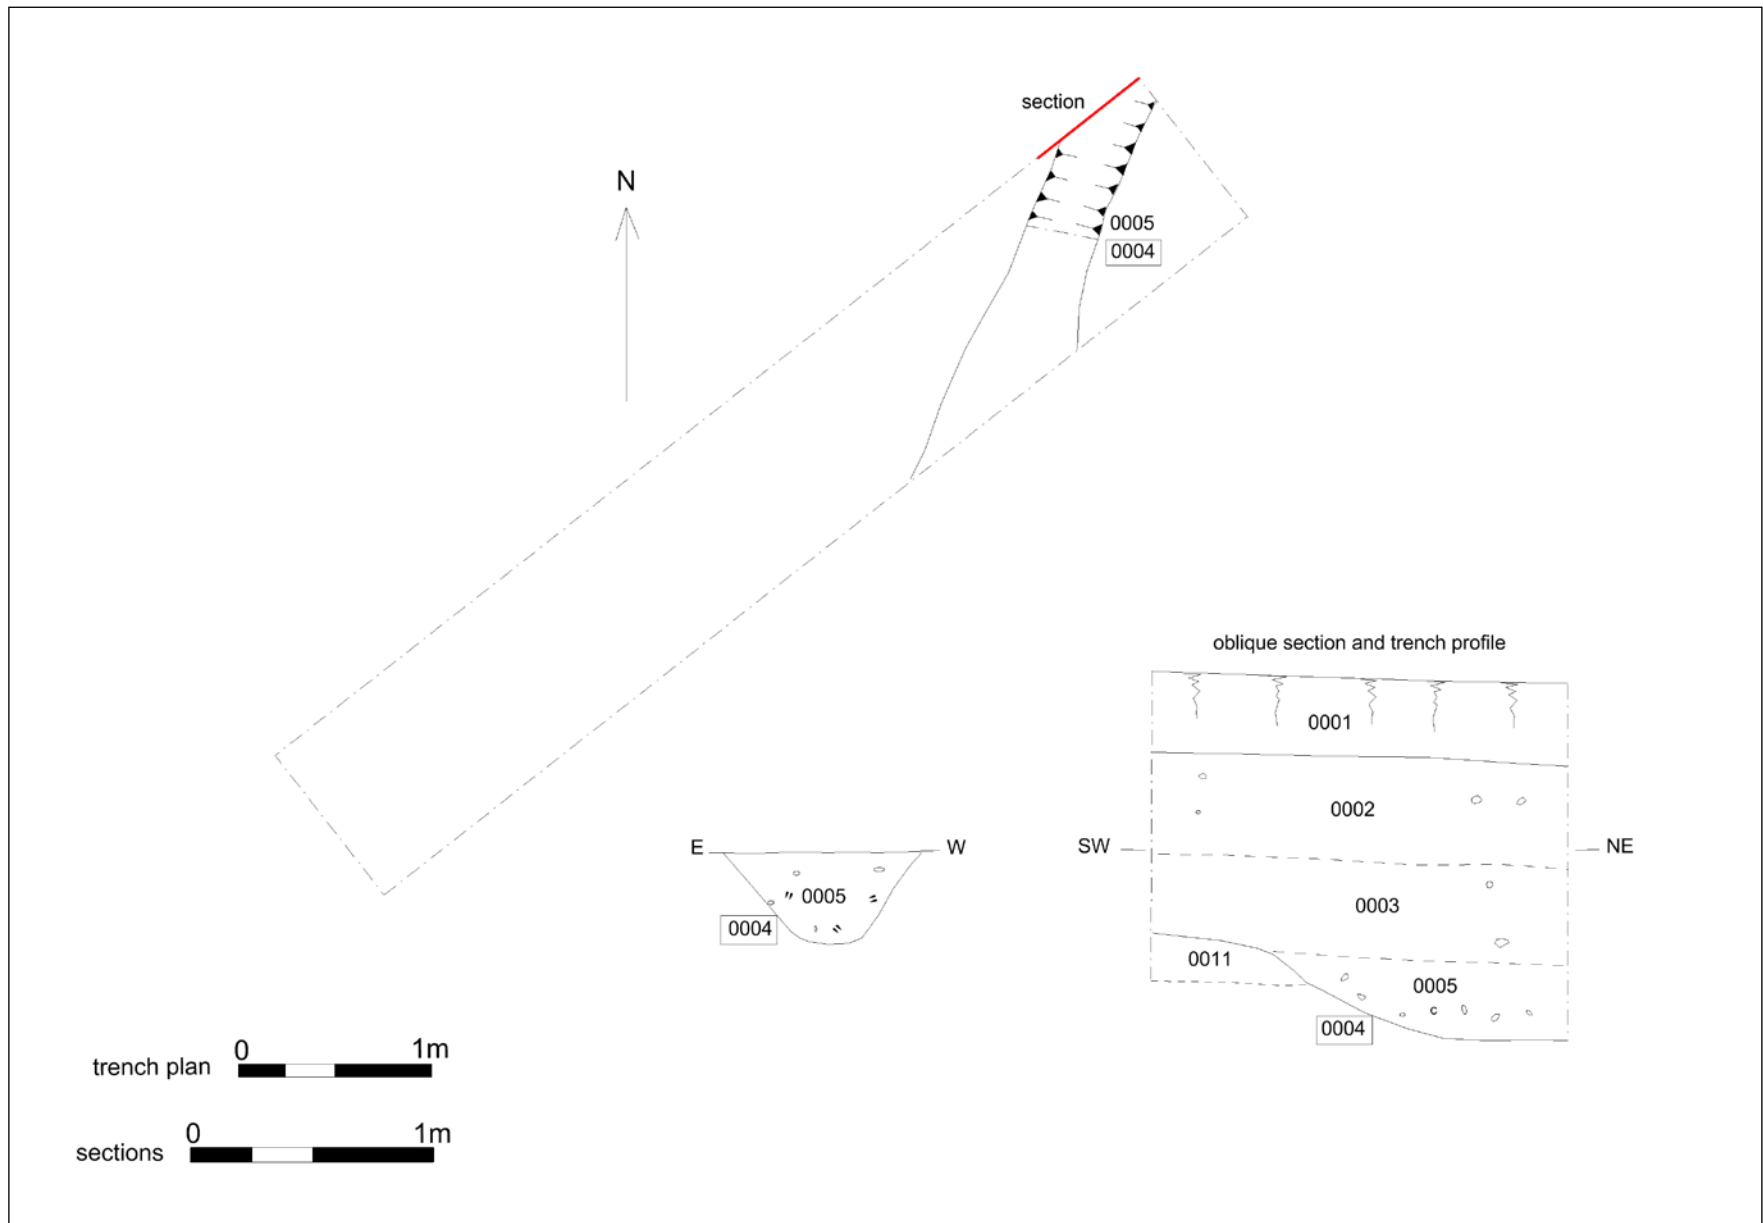 section
N
0005
0004
oblique section and trench profile
0001
0002
E
W
SW
NE
0005
0003
0004
0011
0005
c
0004
0
1m
trench plan
0
1m
sections